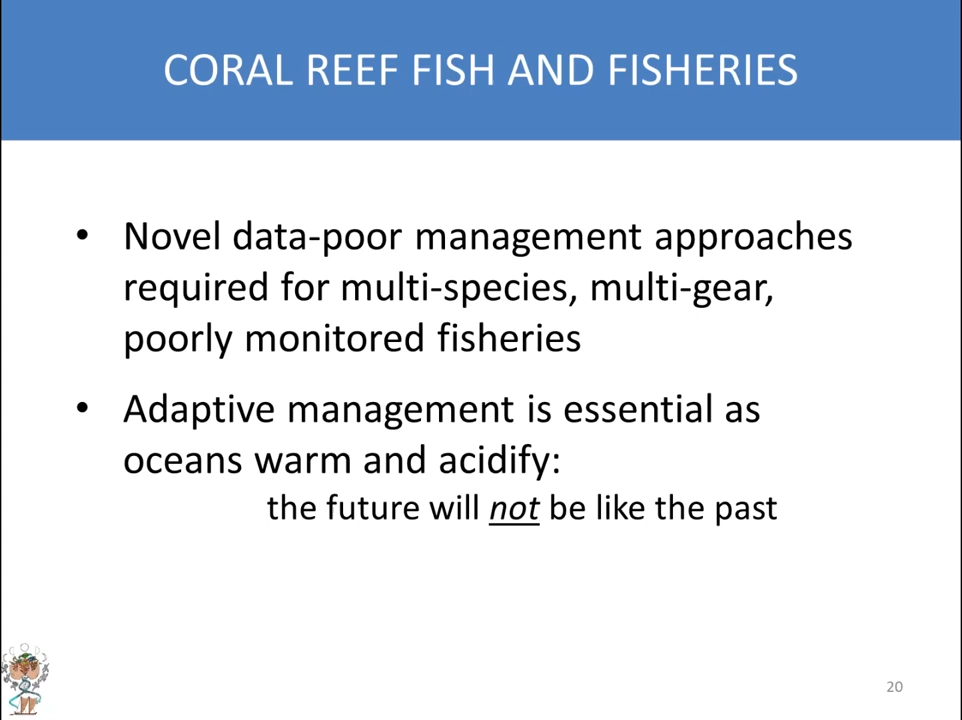 CORAL REEF FISH AND FISHERIES
• Novel data-poor management approaches
required for multi-species, multi-gear,
poorly monitored fisheries
• Adaptive management is essential as
oceans warm and acidify:
the future will not be like the past
20